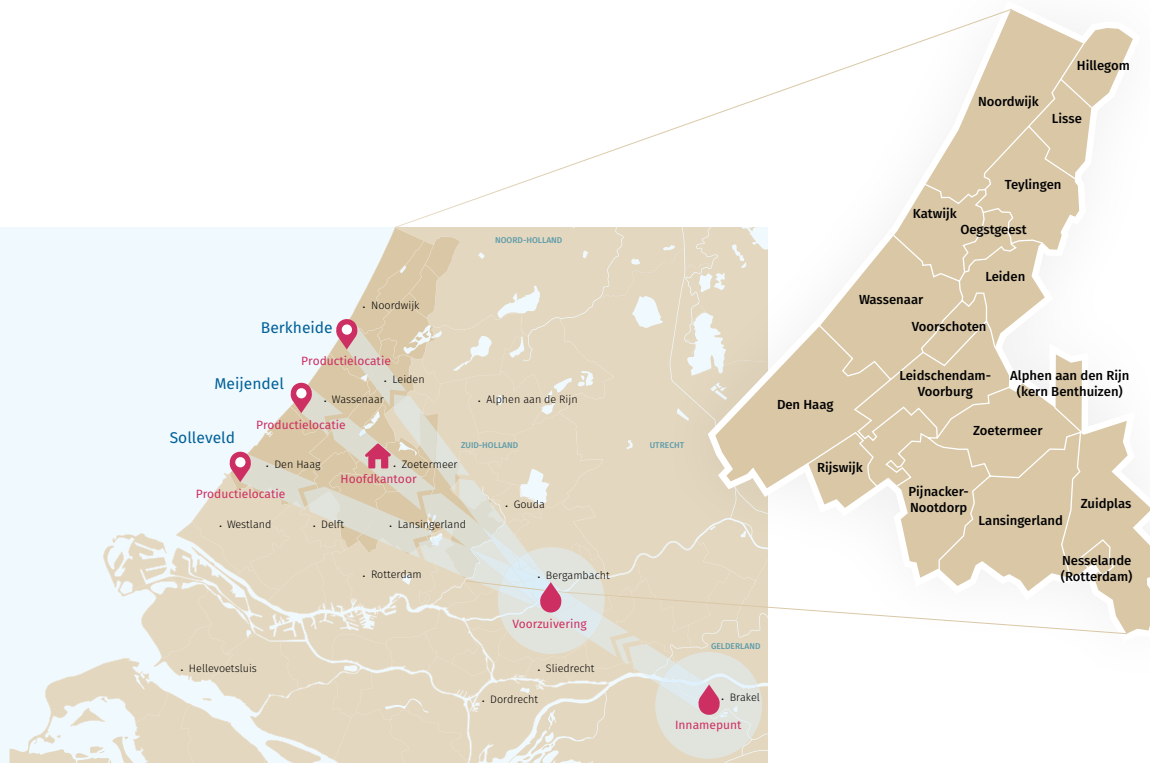 NOORD-HOLLAND
Noordwijk
Berkheide
Productielocatie
Leiden
Meijendel
Wassenaar
Alphen aan de Rijn
Productielocatie
Solleveld
ZUID-HOLLAND
UTRECHT
Den Haag
Zoetermeer
Hoofdkantoor
Productielocatie
Gouda
Westland
Delft
Lansingerland
Rotterdam
Bergambacht
Voorzuivering
GELDERLAND
Hellevoetsluis
Sliedrecht
Dordrecht
Brakel
Innamepunt
Hillegom
Noordwijk
Lisse
Teylingen
Katwijk
Oegstgeest
Leiden
Wassenaar
Voorschoten
Leidschendam-
Voorburg
Alphen aan den Rijn
(kern Benthuizen)
Den Haag
Zoetermeer
Rijswijk
Pijnacker-
Nootdorp
Zuidplas
Lansingerland
Nesselande
(Rotterdam)